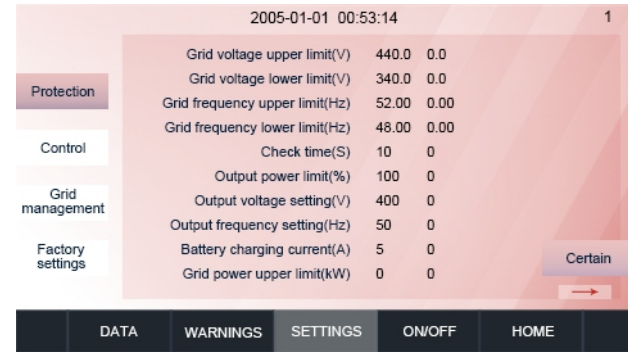 2005-01-01 00:53:14 1
Protection
Control
Grid
management
Factory
settings
Grid voltage upper limit(V) 440.0 0.0
Grid voltage lower limit(V) 340.0 0.0
Grid frequency upper limit(Hz) 52.00 0.00
Grid frequency lower limit(Hz) 48.00 0.00
Check time(S) 10 0
Output power limit(%) 100 0
Output voltage setting(V) 400 0
Output frequency setting(Hz) 50 0
Battery charging current(A) 5 0
Grid power upper limit(kW) 0 0
Certain
→
DATA WARNINGS SETTINGS ON/OFF HOME